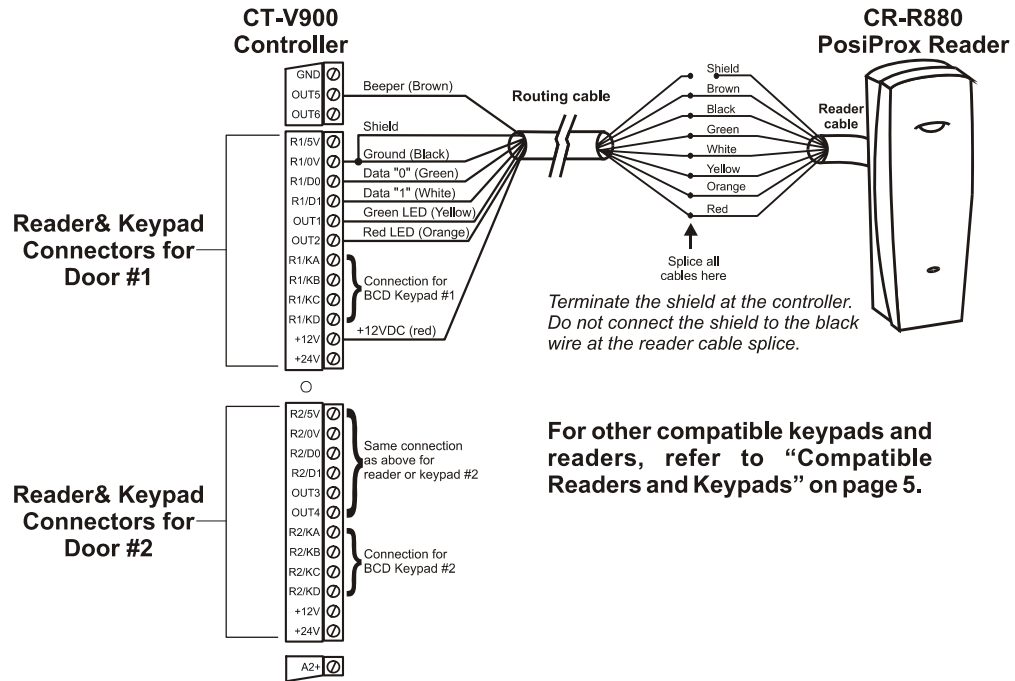 CT-V900
Controller
CR-R880
PosiProx Reader
GND
OUT5
OUT6
Beeper (Brown)
Routing cable
Shield
Brown
Black
Green
White
Yellow
Orange
Red
Reader
cable
Splice all
cables here
Terminate the shield at the controller.
Do not connect the shield to the black
wire at the reader cable splice.
Reader& Keypad
Connectors for
Door #1
R1/5V
R1/0V
R1/D0
R1/D1
OUT1
OUT2
R1/KA
R1/KB
R1/KC
R1/KD
+12V
+24V
Shield
Ground (Black)
Data "0" (Green)
Data "1" (White)
Green LED (Yellow)
Red LED (Orange)
Connection for
BCD Keypad #1
+12VDC (red)
Reader& Keypad
Connectors for
Door #2
R2/5V
R2/0V
R2/D0
R2/D1
OUT3
OUT4
R2/KA
R2/KB
R2/KC
R2/KD
+12V
+24V
A2+
Same connection
as above for
reader or keypad #2
Connection for
BCD Keypad #2
For other compatible keypads and
readers, refer to “Compatible
Readers and Keypads” on page 5.